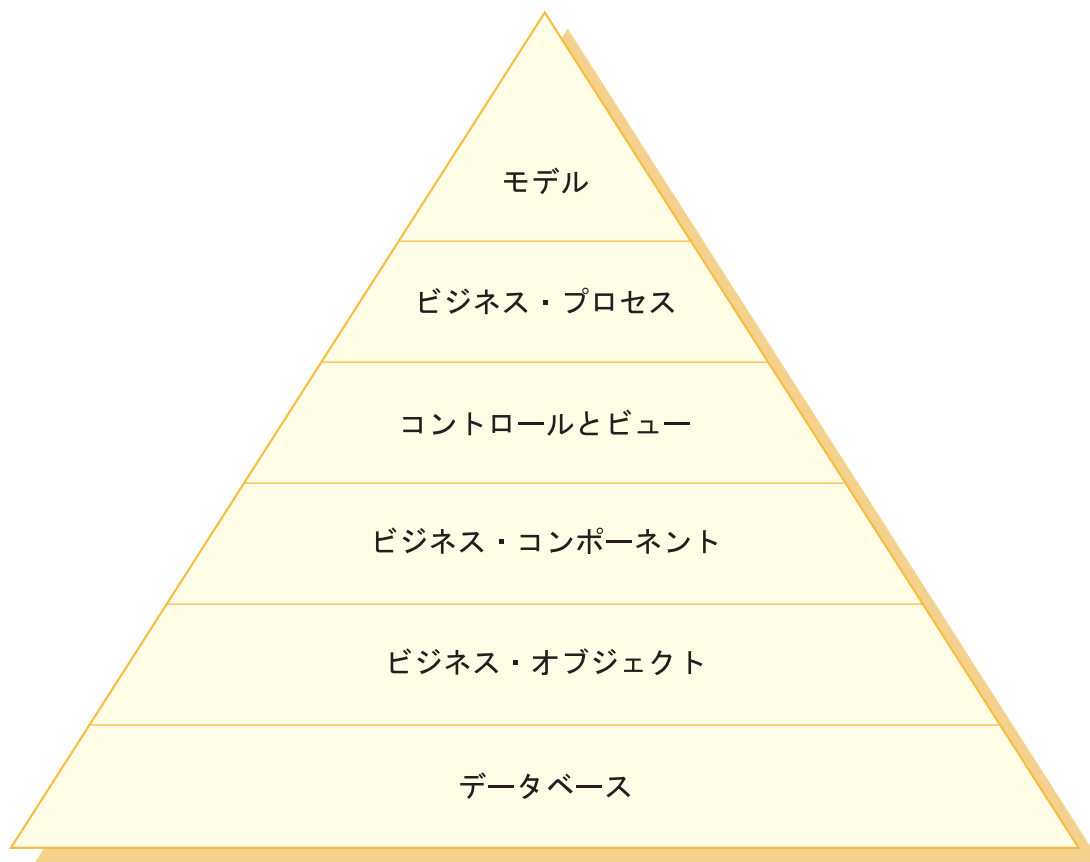 モデル
ビジネス・プロセス
コントロールとビュー
ビジネス・コンポーネント
ビジネス・オブジェクト
データベース